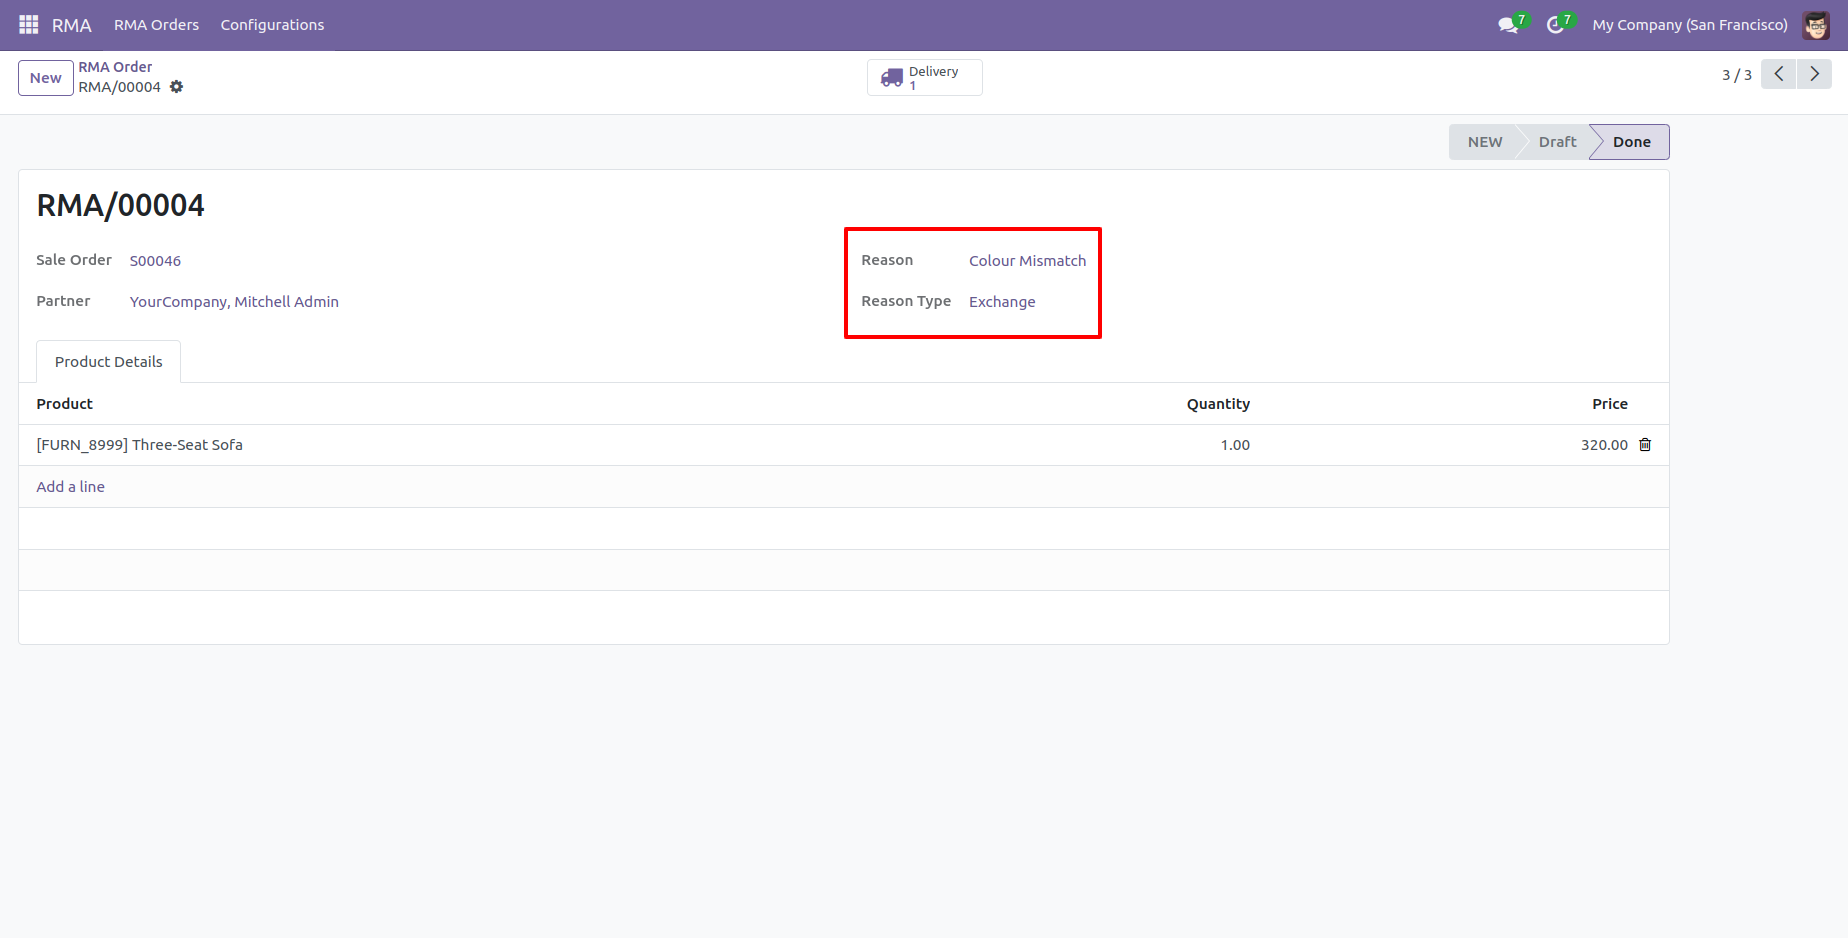 RMA RMA Orders Configurations 7 7 My Company (San Francisco)
New RMA Order
RMA/00004
Delivery
1
3 / 3
NEW Draft Done
RMA/00004
Sale Order S00046
Partner YourCompany, Mitchell Admin
Reason Colour Mismatch
Reason Type Exchange
Product Details
Product Quantity Price
[FURN_8999] Three-Seat Sofa 1.00 320.00
Add a line